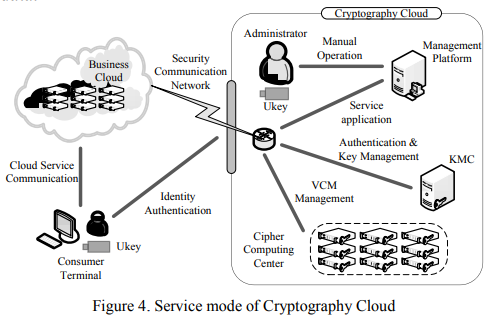 Cryptography Cloud
Administrator
Manual
Operation
Management
Platform
Security
Communication
Network
Business
Cloud
Ukey
Service
application
Authentication &
Key Management
KMC
Cloud Service
Communication
Identity
Authentication
VCM
Management
Ukey
Consumer
Terminal
Cipher
Computing
Center
Figure 4. Service mode of Cryptography Cloud